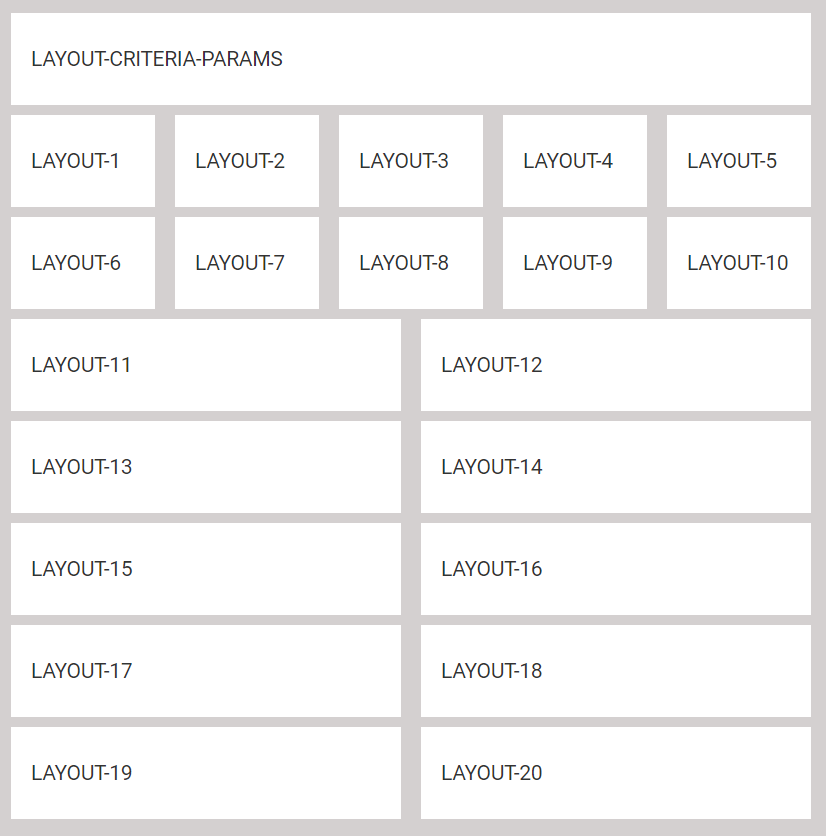 LAYOUT-CRITERIA-PARAMS
LAYOUT-1
LAYOUT-2
LAYOUT-3
LAYOUT-4
LAYOUT-5
LAYOUT-6
LAYOUT-7
LAYOUT-8
LAYOUT-9
LAYOUT-10
LAYOUT-11
LAYOUT-12
LAYOUT-13
LAYOUT-14
LAYOUT-15
LAYOUT-16
LAYOUT-17
LAYOUT-18
LAYOUT-19
LAYOUT-20